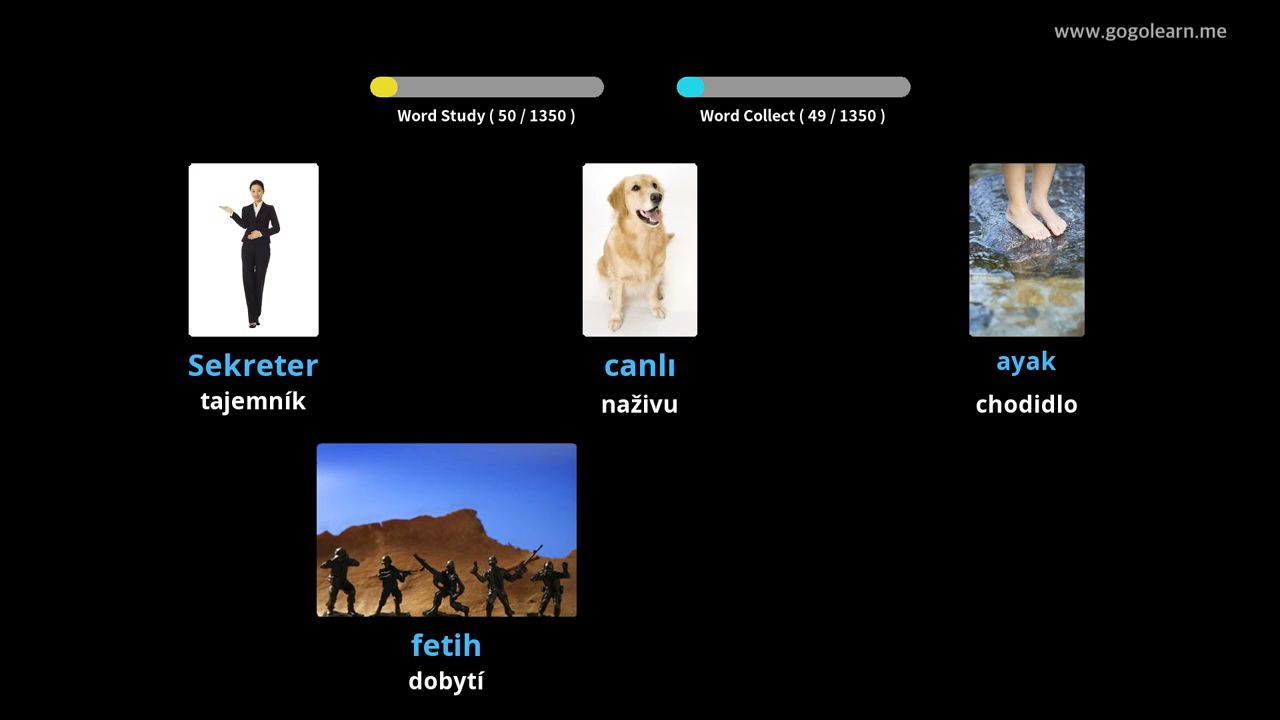 www.gogolearn.me
Word Study ( 50 / 1350 )
Word Collect ( 49 / 1350 )
Sekreter
tajemník
canlı
naživu
ayak
chodidlo
fetih
dobytí